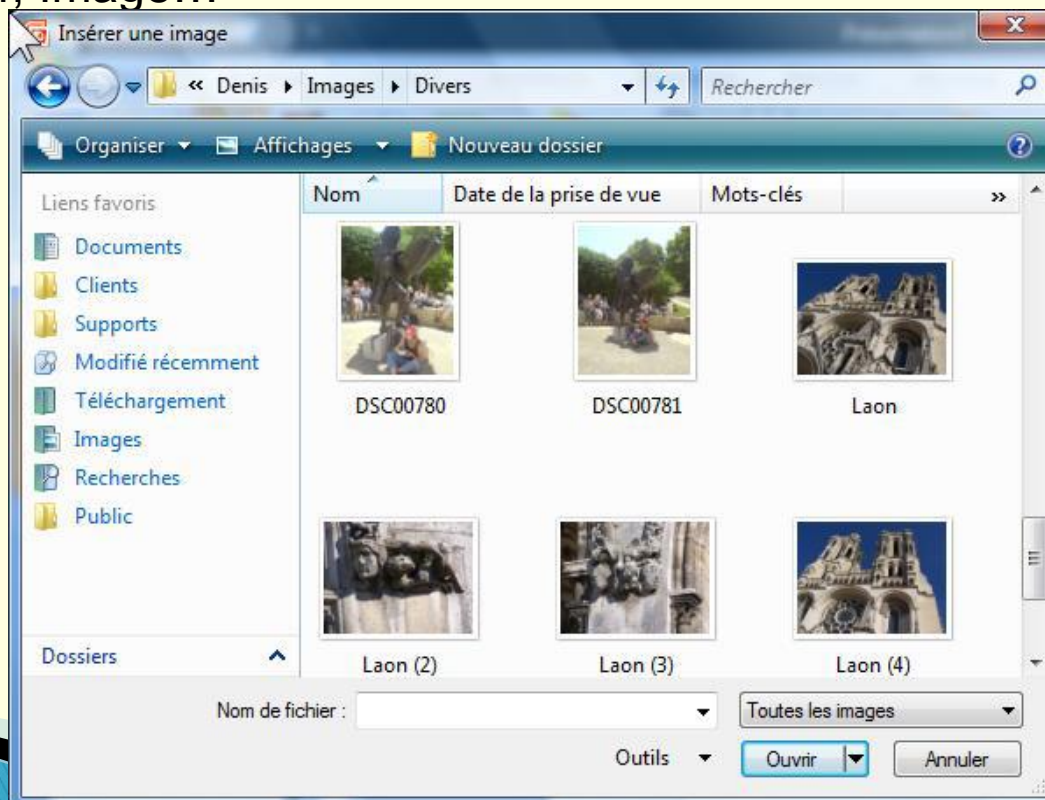 Insérer une image
« Denis Images Divers Rechercher
Organiser Affichages Nouveau dossier
Liens favoris
Documents
Clients
Supports
Modifié récemment
Téléchargement
Images
Recherches
Public
Dossiers
Nom Date de la prise de vue Mots-clés »
DSC00780 DSC00781 Laon
Laon (2) Laon (3) Laon (4)
Nom de fichier : Toutes les images
Outils Ouvrir Annuler